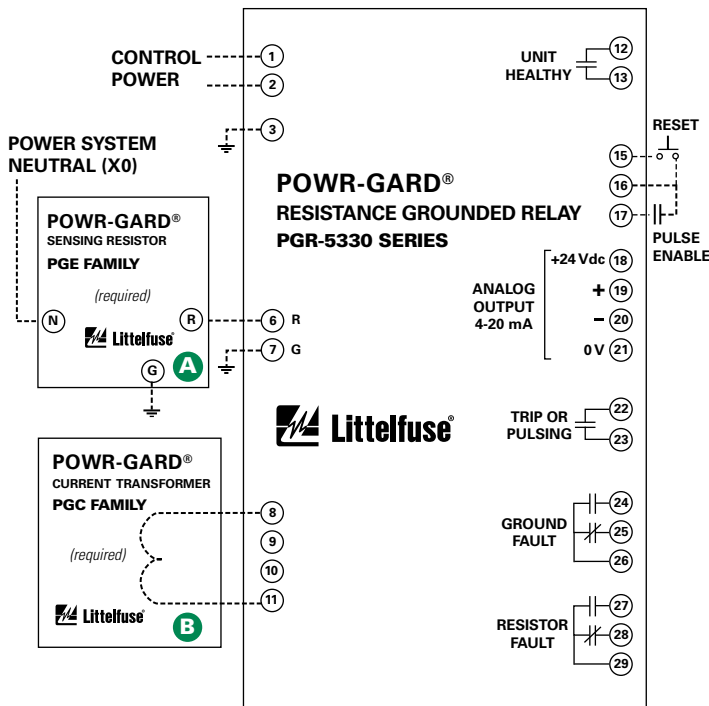 CONTROL
POWER
1
2
3
POWER SYSTEM
NEUTRAL (X0)
POWR-GARD®
SENSING RESISTOR
PGE FAMILY
(required)
N
R
Littelfuse®
G
A
6 R
7 G
POWR-GARD®
CURRENT TRANSFORMER
PGC FAMILY
(required)
Littelfuse®
B
8
9
10
11
POWR-GARD®
RESISTANCE GROUNDED RELAY
PGR-5330 SERIES
Littelfuse®
UNIT
HEALTHY
12
13
RESET
15
16
17
PULSE
ENABLE
ANALOG
OUTPUT
4-20 mA
+24 Vdc 18
+ 19
− 20
0 V 21
TRIP OR
PULSING
22
23
GROUND
FAULT
24
25
26
RESISTOR
FAULT
27
28
29